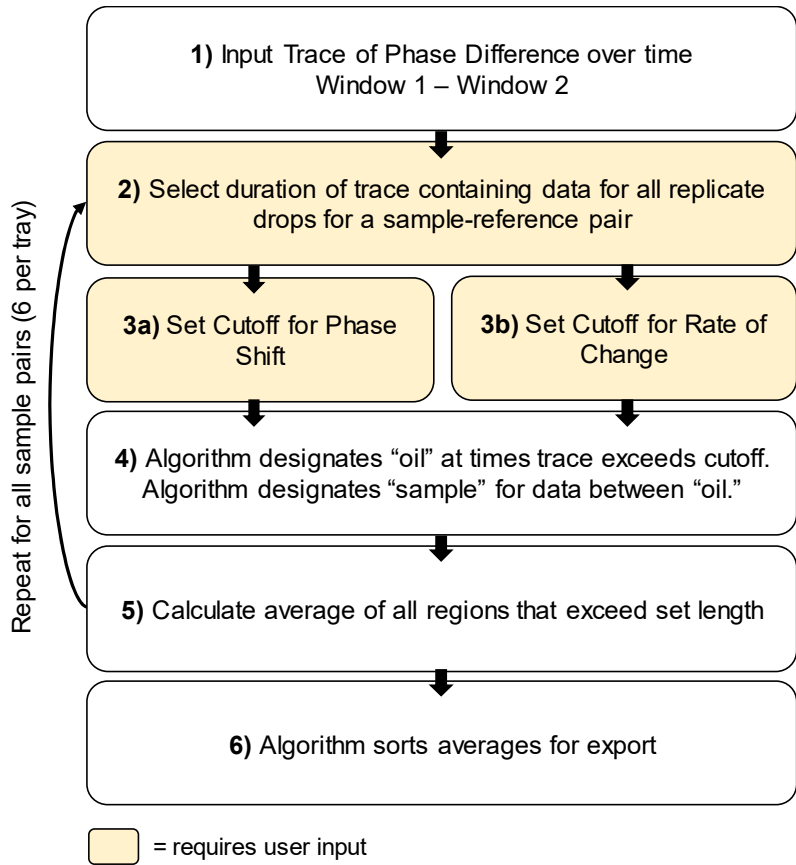 1) Input Trace of Phase Difference over time
Window 1 – Window 2
2) Select duration of trace containing data for all replicate
drops for a sample-reference pair
3a) Set Cutoff for Phase
Shift
3b) Set Cutoff for Rate of
Change
4) Algorithm designates “oil” at times trace exceeds cutoff.
Algorithm designates “sample” for data between “oil.”
5) Calculate average of all regions that exceed set length
6) Algorithm sorts averages for export
Repeat for all sample pairs (6 per tray)
= requires user input